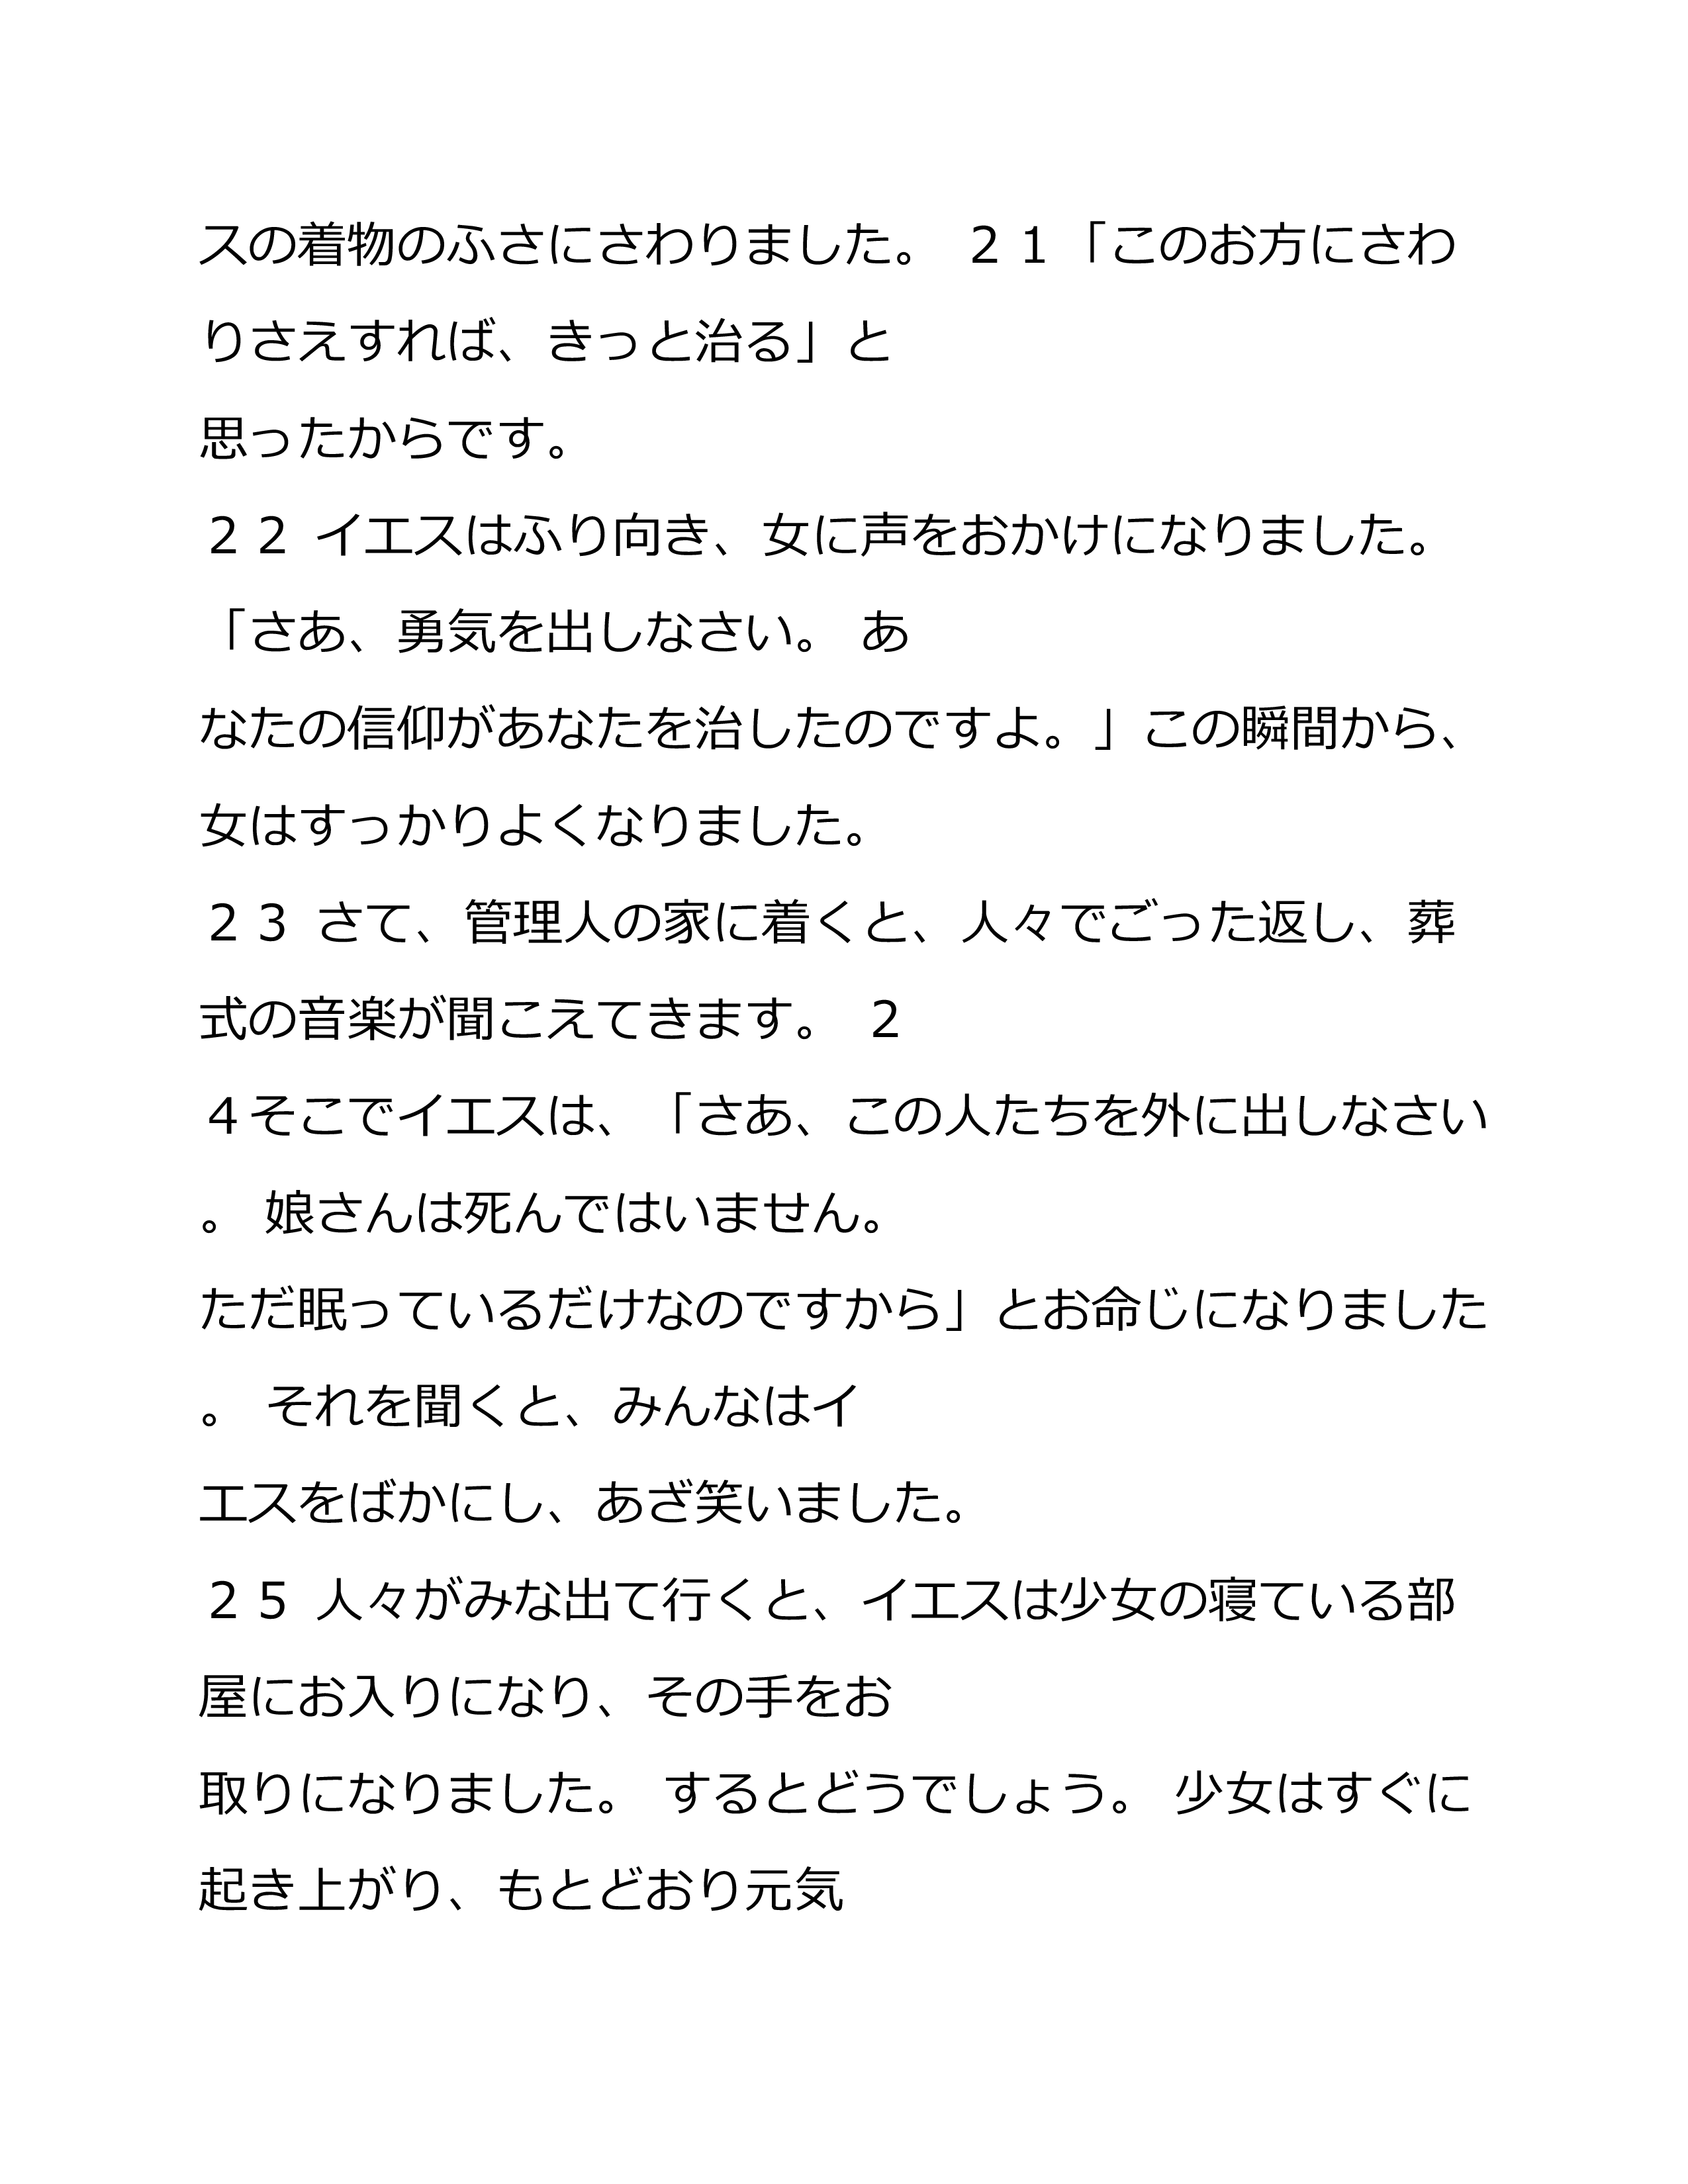 スの着物のふさにさわりました。 ２１「このお方にさわ
りさえすれば、きっと治る」と
思ったからです。
２２ イエスはふり向き、女に声をおかけになりました。
「さあ、勇気を出しなさい。 あ
なたの信仰があなたを治したのですよ。」この瞬間から、
女はすっかりよくなりました。
２３ さて、管理人の家に着くと、人々でごった返し、葬
式の音楽が聞こえてきます。 ２
４そこでイエスは、「さあ、この人たちを外に出しなさい
。 娘さんは死んではいません。
ただ眠っているだけなのですから」とお命じになりました
。 それを聞くと、みんなはイ
エスをばかにし、あざ笑いました。
２５ 人々がみな出て行くと、イエスは少女の寝ている部
屋にお入りになり、その手をお
取りになりました。 するとどうでしょう。 少女はすぐに
起き上がり、もとどおり元気